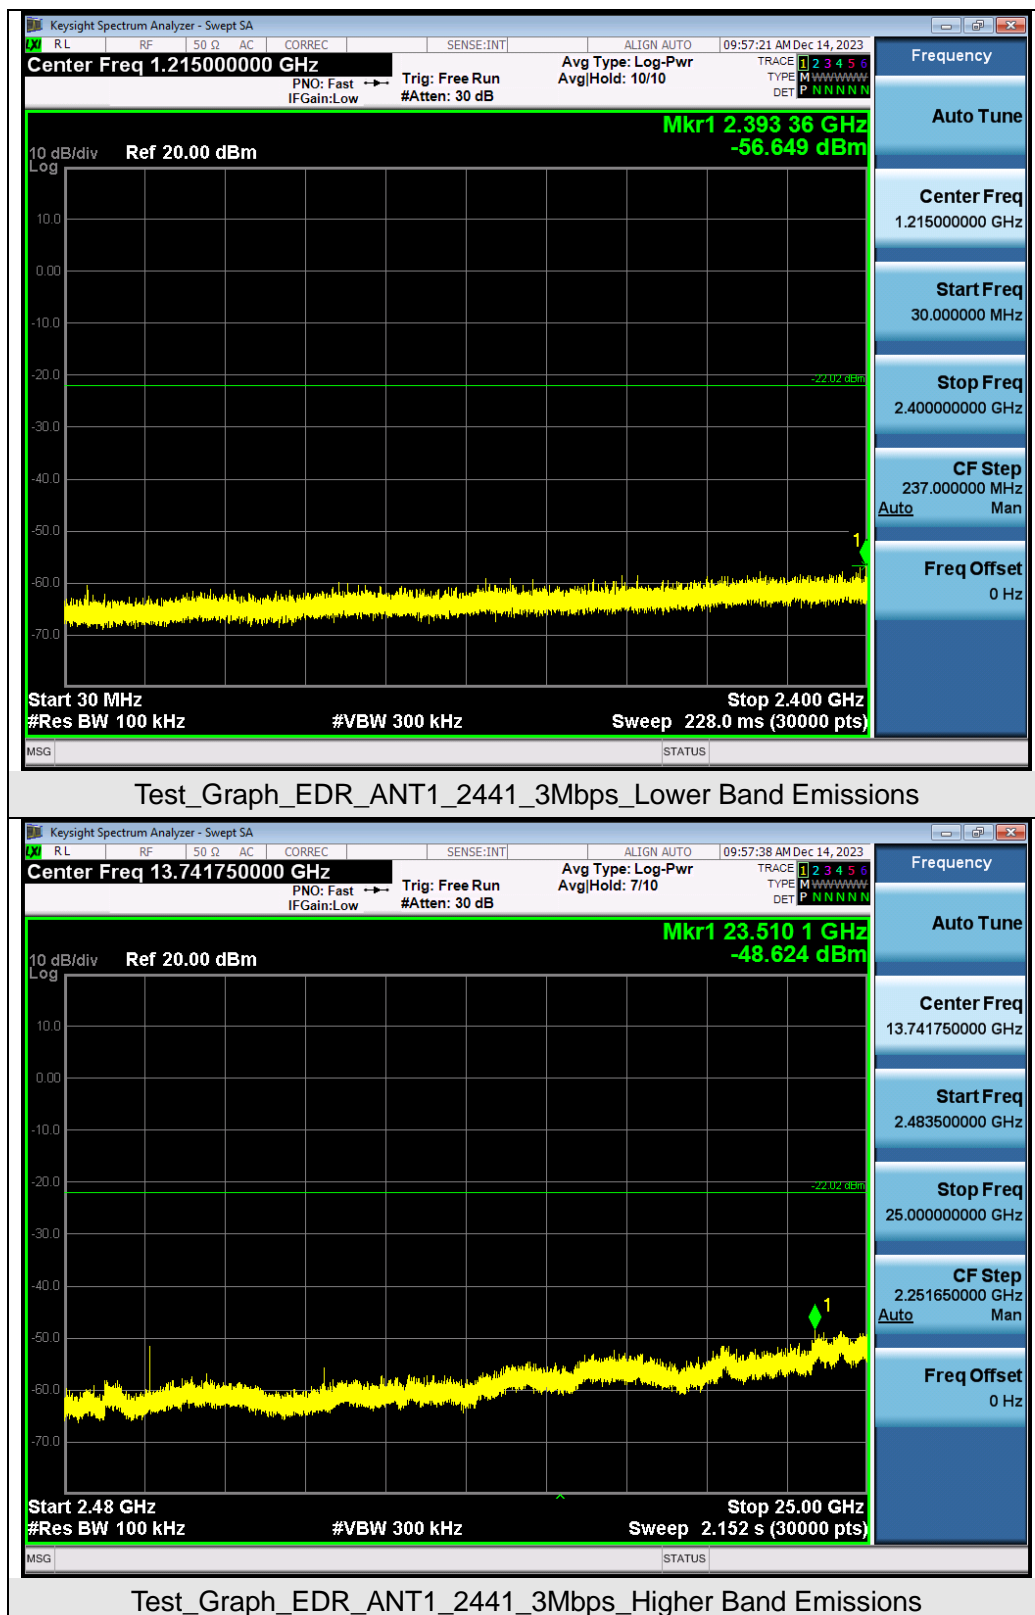 Keysight Spectrum Analyzer - Swept SA
LXI RL RF 50 Ω AC CORREC SENSE:INT ALIGN AUTO 09:57:21 AM Dec 14, 2023
Center Freq 1.215000000 GHz
PNO: Fast
IFGain:Low
Trig: Free Run
#Atten: 30 dB
Avg Type: Log-Pwr
Avg|Hold: 10/10
TRACE 1 2 3 4 5 6
TYPE M WWWWW
DET P N N N N N
Mkr1 2.393 36 GHz
-56.649 dBm
10 dB/div Ref 20.00 dBm
Log
10.0
0.00
-10.0
-20.0
-22.02 dBm
-30.0
-40.0
-50.0
1
-60.0
-70.0
Start 30 MHz Stop 2.400 GHz
#Res BW 100 kHz #VBW 300 kHz Sweep 228.0 ms (30000 pts)
MSG STATUS
Frequency
Auto Tune
Center Freq
1.215000000 GHz
Start Freq
30.000000 MHz
Stop Freq
2.400000000 GHz
CF Step
237.000000 MHz
Auto Man
Freq Offset
0 Hz
Test_Graph_EDR_ANT1_2441_3Mbps_Lower Band Emissions
Keysight Spectrum Analyzer - Swept SA
LXI RL RF 50 Ω AC CORREC SENSE:INT ALIGN AUTO 09:57:38 AM Dec 14, 2023
Center Freq 13.741750000 GHz
PNO: Fast
IFGain:Low
Trig: Free Run
#Atten: 30 dB
Avg Type: Log-Pwr
Avg|Hold: 7/10
TRACE 1 2 3 4 5 6
TYPE M WWWWW
DET P N N N N N
Mkr1 23.510 1 GHz
-48.624 dBm
10 dB/div Ref 20.00 dBm
Log
10.0
0.00
-10.0
-20.0
-22.02 dBm
-30.0
-40.0
1
-50.0
-60.0
-70.0
Start 2.48 GHz Stop 25.00 GHz
#Res BW 100 kHz #VBW 300 kHz Sweep 2.152 s (30000 pts)
MSG STATUS
Frequency
Auto Tune
Center Freq
13.741750000 GHz
Start Freq
2.483500000 GHz
Stop Freq
25.000000000 GHz
CF Step
2.251650000 GHz
Auto Man
Freq Offset
0 Hz
Test_Graph_EDR_ANT1_2441_3Mbps_Higher Band Emissions